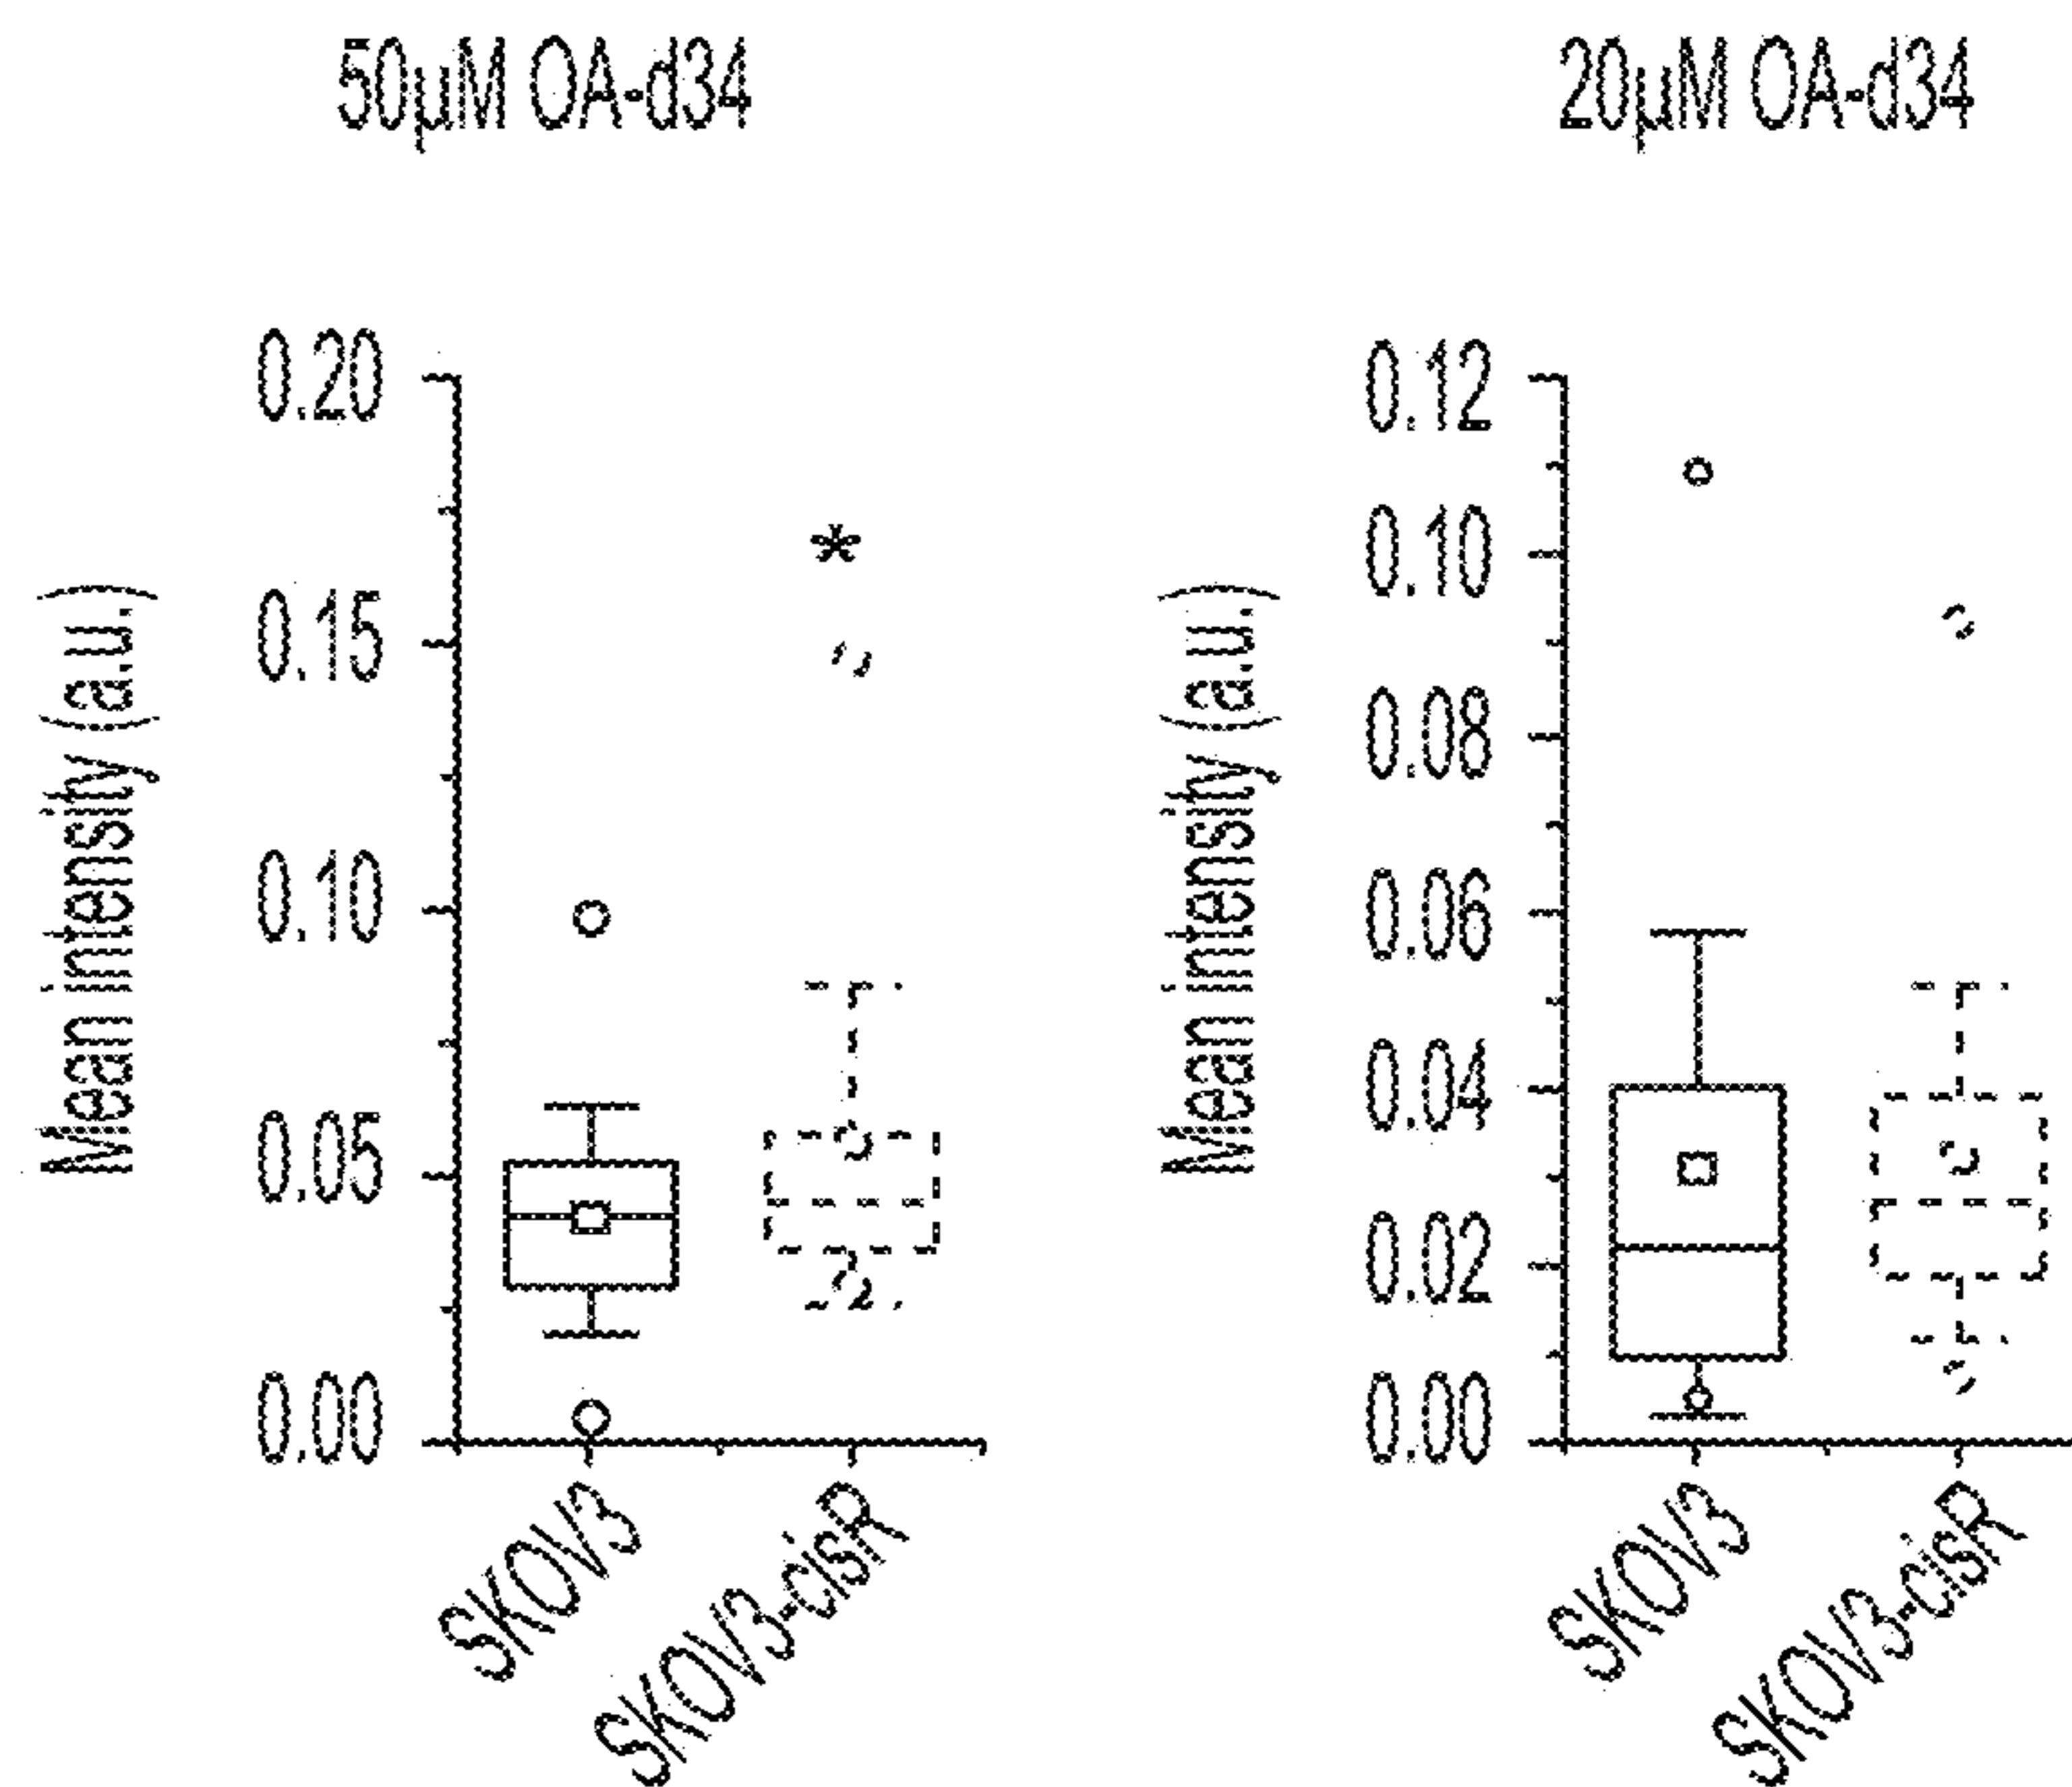 50µM OA-d34
Mean intensity (a.u.)
0.20
0.15
0.10
0.05
0.00
*
SKOV3
SKOV3-cisR
20µM OA-d34
Mean intensity (a.u.)
0.12
0.10
0.08
0.06
0.04
0.02
0.00
SKOV3
SKOV3-cisR